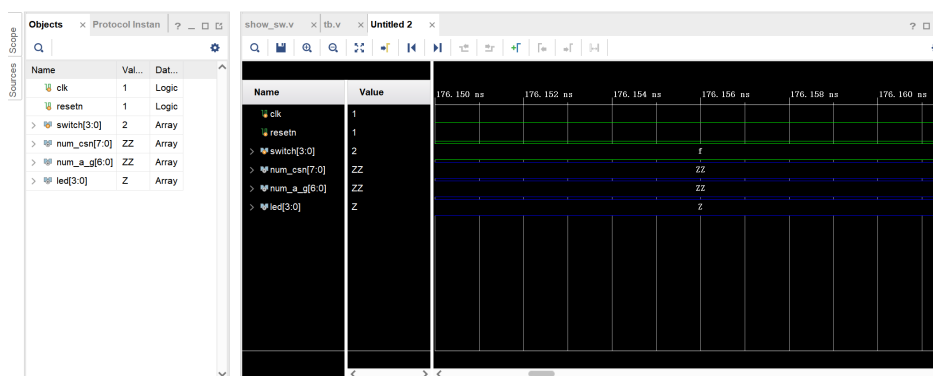 Scope
Sources
Objects × Protocol Instan ? _
Name Val... Dat...
clk 1 Logic
resetn 1 Logic
switch[3:0] 2 Array
num_csn[7:0] ZZ Array
num_a_g[6:0] ZZ Array
led[3:0] Z Array
show_sw.v × tb.v × Untitled 2 × ?
Name Value
176.150 ns 176.152 ns 176.154 ns 176.156 ns 176.158 ns 176.160 ns
clk 1
resetn 1
switch[3:0] 2 f
num_csn[7:0] ZZ ZZ
num_a_g[6:0] ZZ ZZ
led[3:0] Z Z